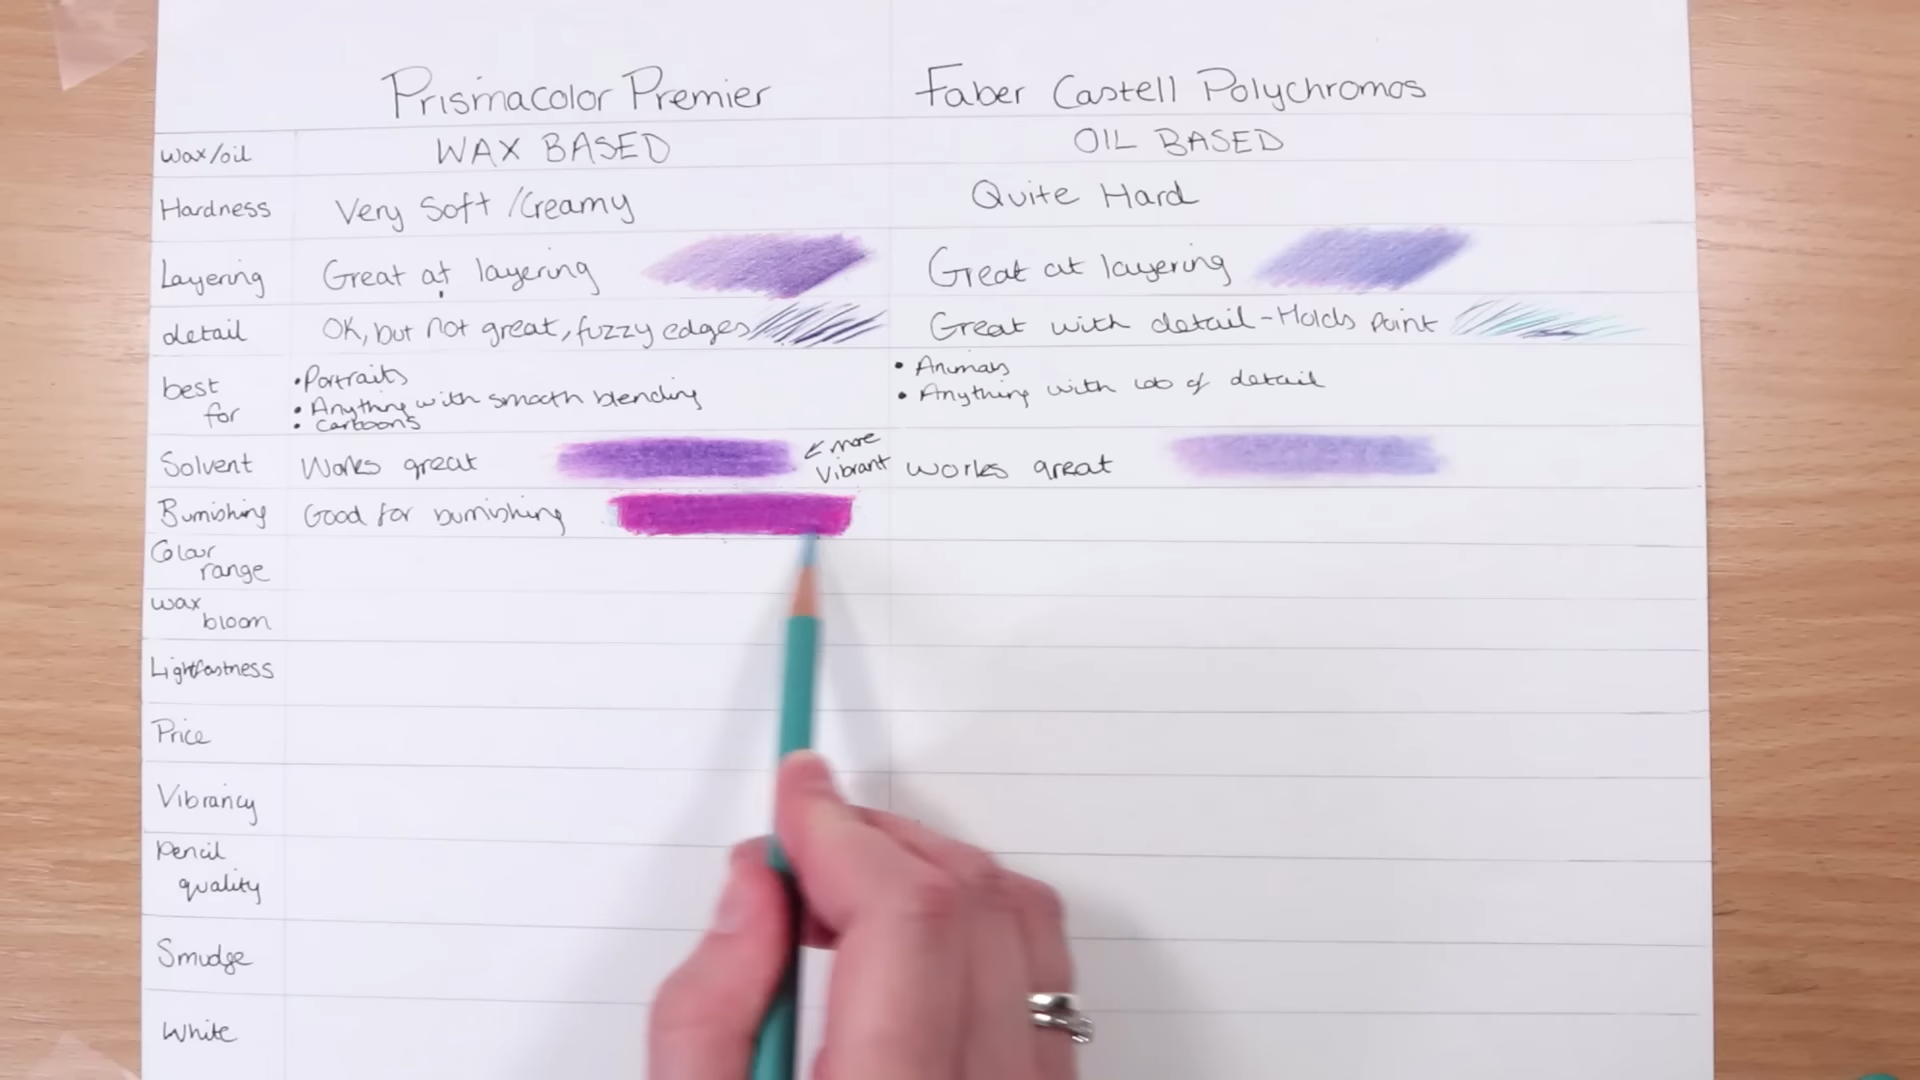 Prismacolor Premier
Faber Castell Polychromos
wax/oil
WAX BASED
OIL BASED
Hardness
Very Soft /Creamy
Quite Hard
Layering
Great at layering
Great at layering
detail
OK, but not great, fuzzy edges
Great with detail - Holds point
best
for
• Portraits
• Anything with smooth blending
• Cartoons
• Animals
• Anything with lob of detail
Solvent
Works great
← more
vibrant
works great
Burnishing
Good for burnishing
Colour
range
wax
bloom
Lightfastness
Price
Vibrancy
Pencil
quality
Smudge
White